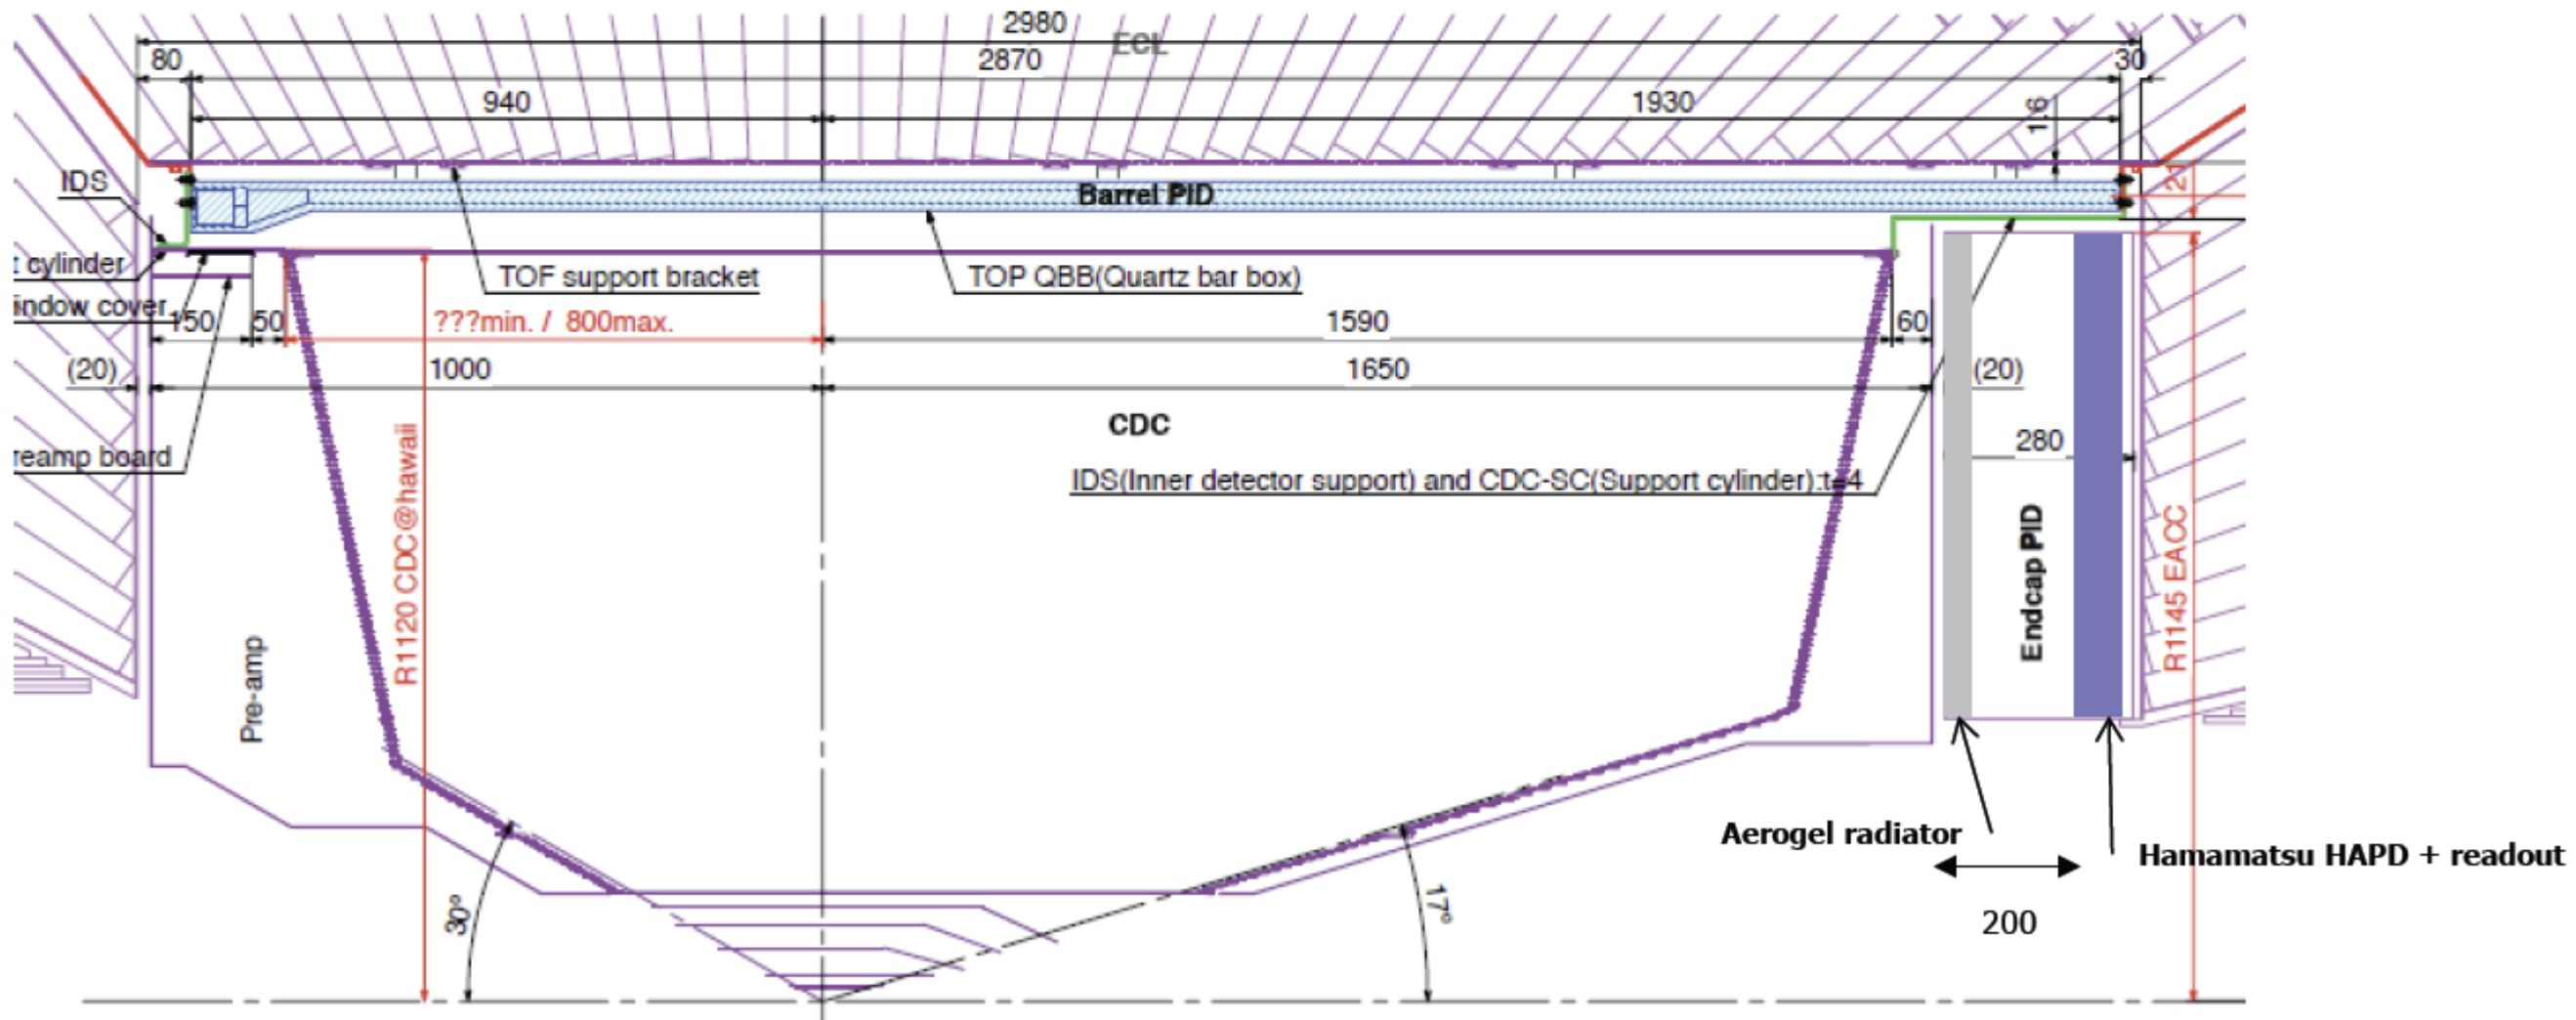 2980
ECL
80
2870
30
940
1930
1.6
IDS
Barrel PID
21
t cylinder
TOF support bracket
TOP QBB(Quartz bar box)
indow cover
150
50
???min. / 800max.
1590
60
(20)
1000
1650
(20)
CDC
reamp board
280
IDS(Inner detector support) and CDC-SC(Support cylinder):t=4
R1120 CDC@hawaii
Endcap PID
R1145 EACC
Pre-amp
Aerogel radiator
Hamamatsu HAPD + readout
30°
17°
200